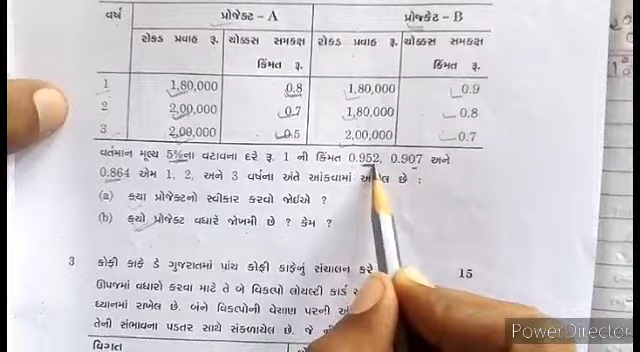 વર્ષ પ્રોજેક્ટ - A પ્રોજક્ટ - B
રોકડ પ્રવાહ રૂ. ચોક્કસ સમકક્ષ કિંમત રૂ. રોકડ પ્રવાહ રૂ. ચોક્કસ સમકક્ષ કિંમત રૂ.
1 1,80,000 0.8 1,80,000 0.9
2 2,00,000 0.7 1,80,000 0.8
3 2,00,000 0.5 2,00,000 0.7
વર્તમાન મૂલ્ય 5%ના વટાવના દરે રૂ. 1 ની કિંમત 0.952, 0.907 અને
0.864 એમ 1, 2, અને 3 વર્ષના અંતે આંકવામાં છે :
(a) કયા પ્રોજેક્ટનો સ્વીકાર કરવો જોઈએ ?
(b) કયો પ્રોજેક્ટ વધારે જોખમી છે ? કેમ ?
3 કોફી કાફે ડે ગુજરાતમાં પાંચ કોફી કાફેનું સંચાલન કરે 15
ઊપજમાં વધારો કરવા માટે તે બે વિકલ્પો લોયલ્ટી કાર્ડ
ધ્યાનમાં રાખેલ છે. બંને વિકલ્પોની વેચાણ પરની
તેની સંભાવના પડતર સાથે સંકળાયેલ છે. જે
વિગત
PowerDirector